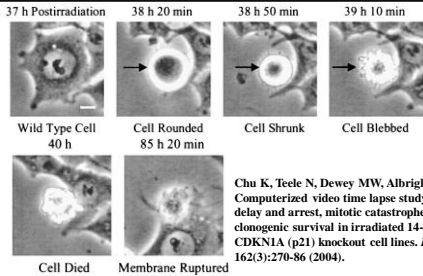 37 h Postirradiation 38 h 20 min 38 h 50 min 39 h 10 min
Wild Type Cell Cell Rounded Cell Shrunk Cell Blebbed
40 h 85 h 20 min
Cell Died Membrane Ruptured
Chu K, Teele N, Dewey MW, Albrigh
Computerized video time lapse study
delay and arrest, mitotic catastrophe
clonogenic survival in irradiated 14-
CDKN1A (p21) knockout cell lines.
162(3):270-86 (2004).